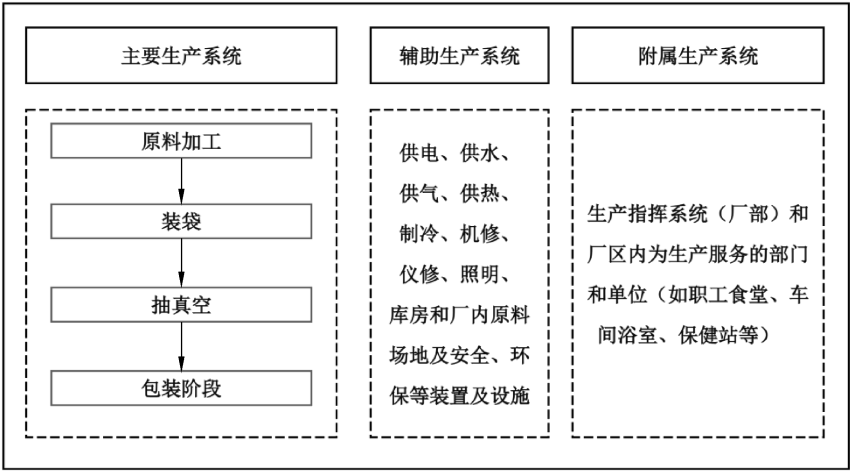 主要生产系统
辅助生产系统
附属生产系统
原料加工
装袋
抽真空
包装阶段
供电、供水、
供气、供热、
制冷、机修、
仪修、照明、
库房和厂内原料
场地及安全、环
保等装置及设施
生产指挥系统（厂部）和
厂区内为生产服务的部门
和单位（如职工食堂、车
间浴室、保健站等）